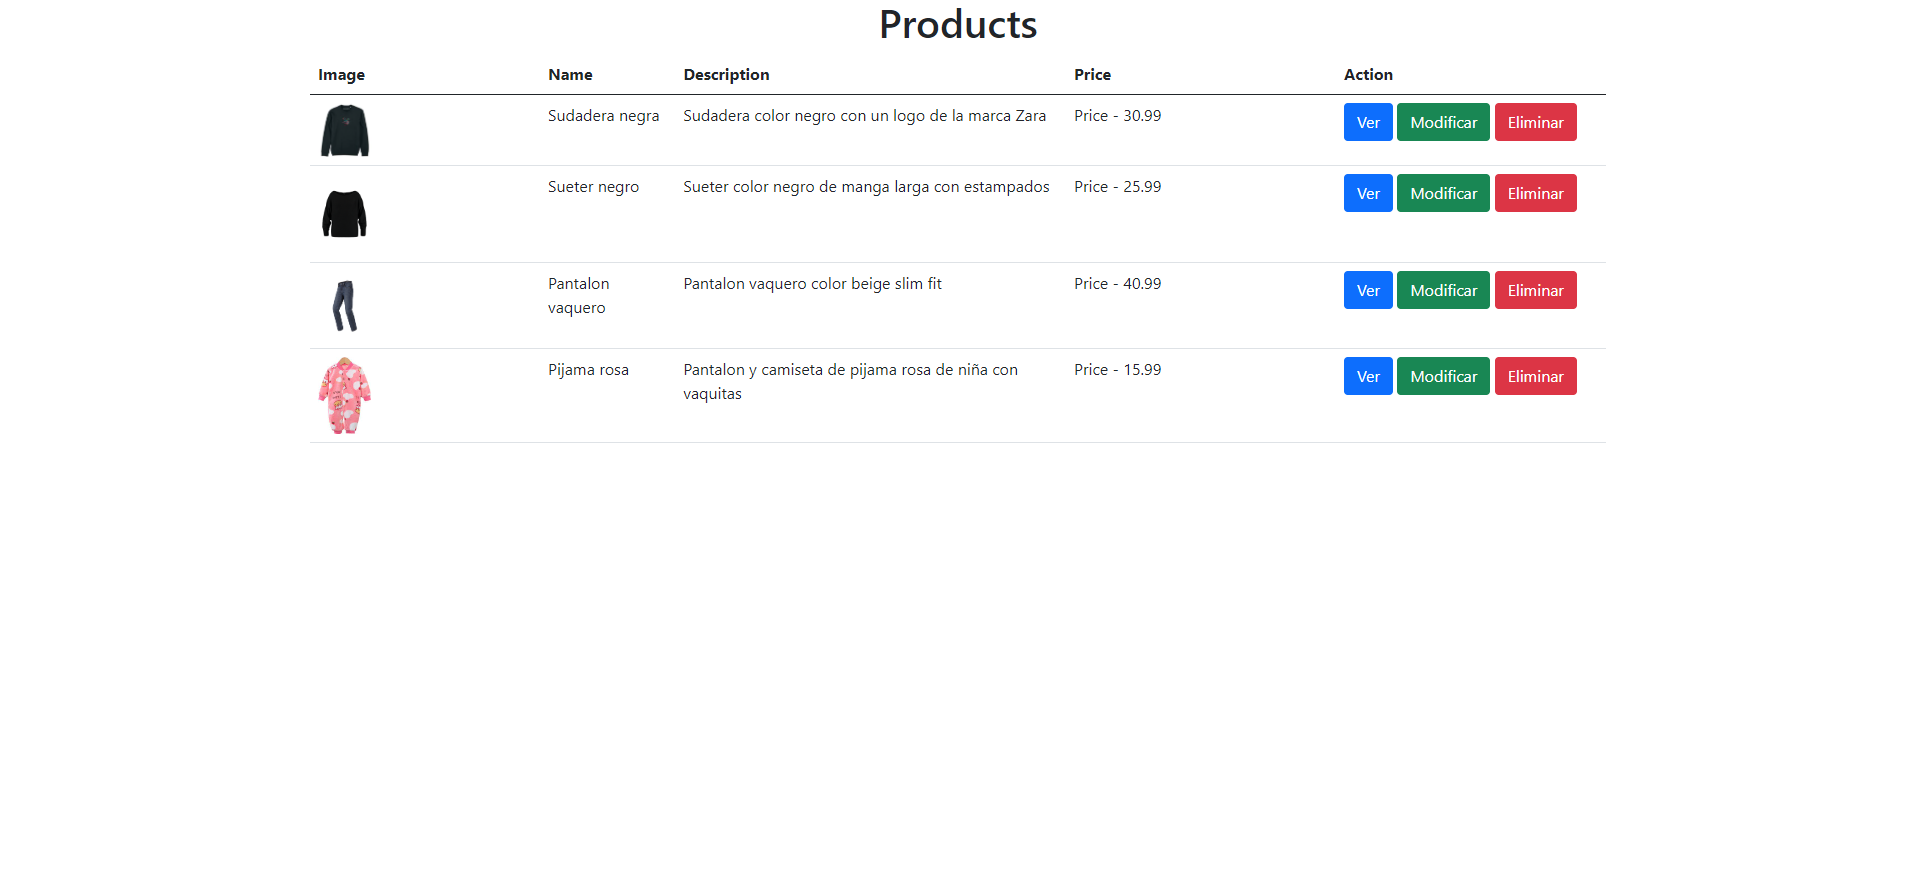 Products
Image Name Description Price Action
Sudadera negra Sudadera color negro con un logo de la marca Zara Price - 30.99 Ver Modificar Eliminar
Sueter negro Sueter color negro de manga larga con estampados Price - 25.99 Ver Modificar Eliminar
Pantalon Pantalon vaquero color beige slim fit Price - 40.99 Ver Modificar Eliminar
vaquero
Pijama rosa Pantalon y camiseta de pijama rosa de niña con Price - 15.99 Ver Modificar Eliminar
vaquitas